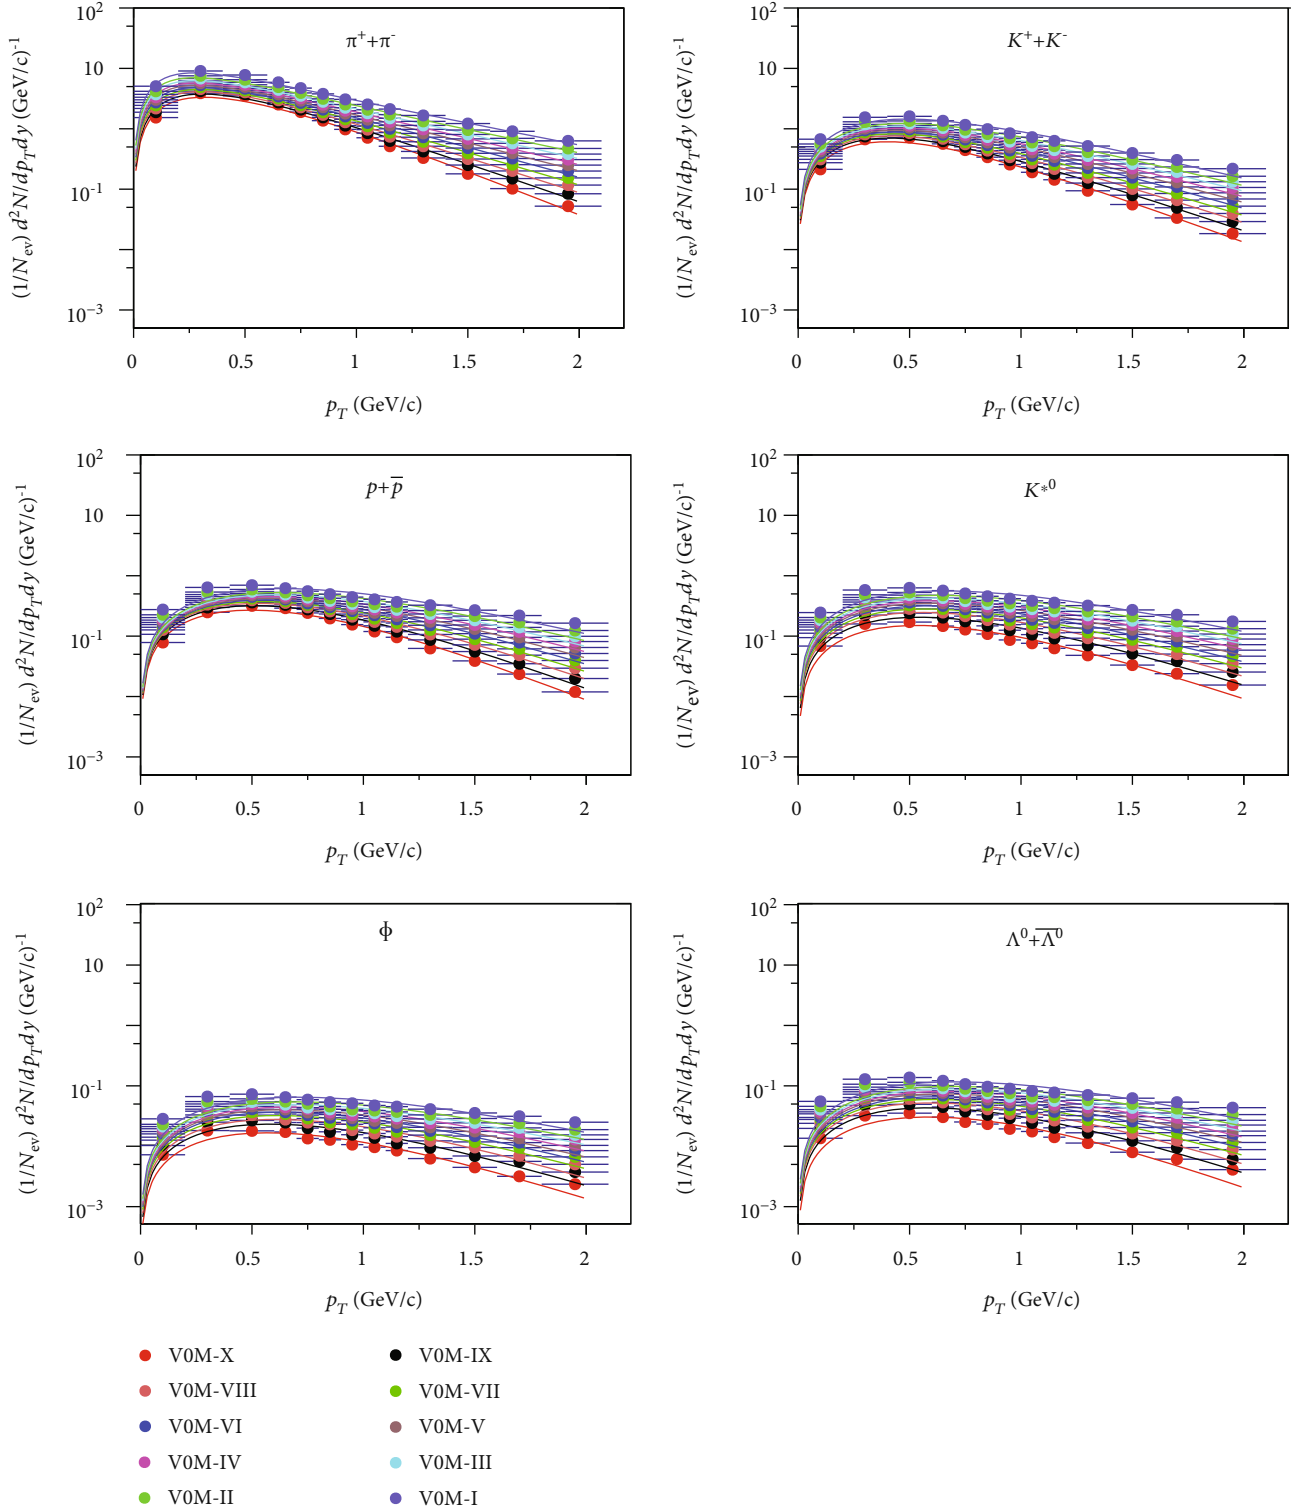 10²
10
10⁻¹
10⁻³
(1/N_ev) d²N/dp_T dy (GeV/c)⁻¹
π⁺+π⁻
0 0.5 1 1.5 2
p_T (GeV/c)
10²
10
10⁻¹
10⁻³
(1/N_ev) d²N/dp_T dy (GeV/c)⁻¹
K⁺+K⁻
0 0.5 1 1.5 2
p_T (GeV/c)
10²
10
10⁻¹
10⁻³
(1/N_ev) d²N/dp_T dy (GeV/c)⁻¹
p+p̅
0 0.5 1 1.5 2
p_T (GeV/c)
10²
10
10⁻¹
10⁻³
(1/N_ev) d²N/dp_T dy (GeV/c)⁻¹
K*⁰
0 0.5 1 1.5 2
p_T (GeV/c)
10²
10
10⁻¹
10⁻³
(1/N_ev) d²N/dp_T dy (GeV/c)⁻¹
ϕ
0 0.5 1 1.5 2
p_T (GeV/c)
10²
10
10⁻¹
10⁻³
(1/N_ev) d²N/dp_T dy (GeV/c)⁻¹
Λ⁰+Λ̅⁰
0 0.5 1 1.5 2
p_T (GeV/c)
V0M-X V0M-IX
V0M-VIII V0M-VII
V0M-VI V0M-V
V0M-IV V0M-III
V0M-II V0M-I